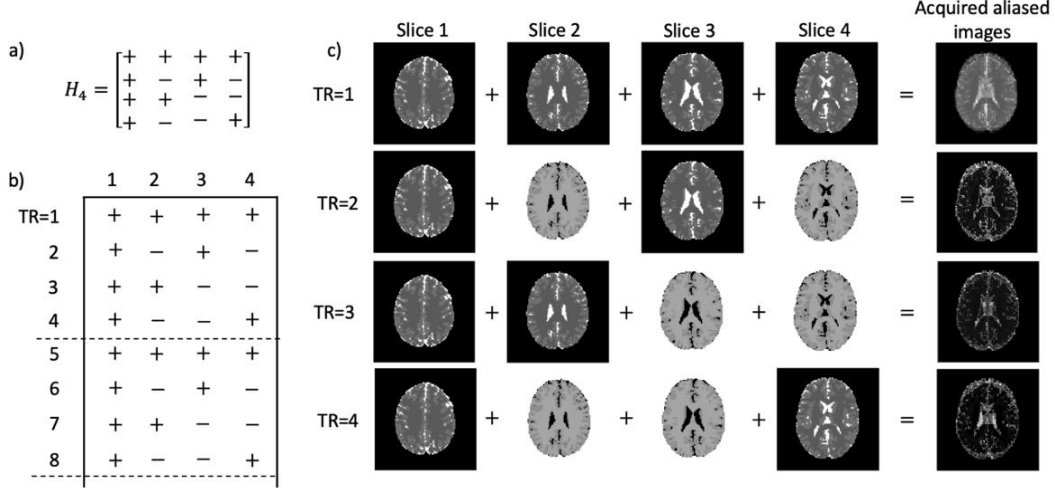 a)
H₄ =
+ + + +
+ − + −
+ + − −
+ − − +
b)
1 2 3 4
TR=1 + + + +
2 + − + −
3 + + − −
4 + − − +
5 + + + +
6 + − + −
7 + + − −
8 + − − +
c)
Slice 1 Slice 2 Slice 3 Slice 4 Acquired aliased
images
TR=1 + + + =
TR=2 + + + =
TR=3 + + + =
TR=4 + + + =